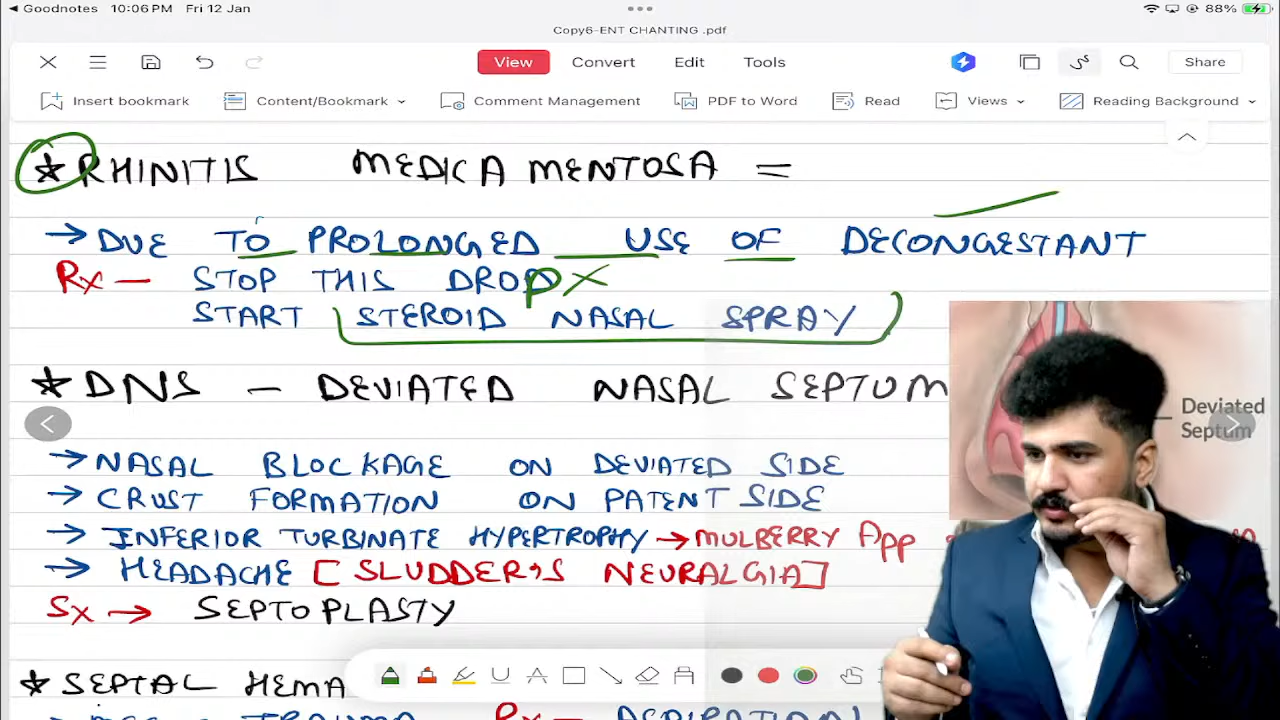 Goodnotes 10:06 PM Fri 12 Jan 88%
Copy6-ENT CHANTING .pdf
View Convert Edit Tools Share
Insert bookmark Content/Bookmark Comment Management PDF to Word Read Views Reading Background
★ RHINITIS MEDICA MENTOSA =
→ DUE TO PROLONGED USE OF DECONGESTANT
Rx — STOP THIS DROP X
START STEROID NASAL SPRAY
★ DNS — DEVIATED NASAL SEPTUM
Deviated
Septum
→ NASAL BLOCKAGE ON DEVIATED SIDE
→ CRUST FORMATION ON PATENT SIDE
→ INFERIOR TURBINATE HYPERTROPHY → MULBERRY APP
→ HEADACHE [SLUDDER'S NEURALGIA]
Sx → SEPTOPLASTY
★ SEPTAL HEMA
TRAUMA Rx — ASPIRATION